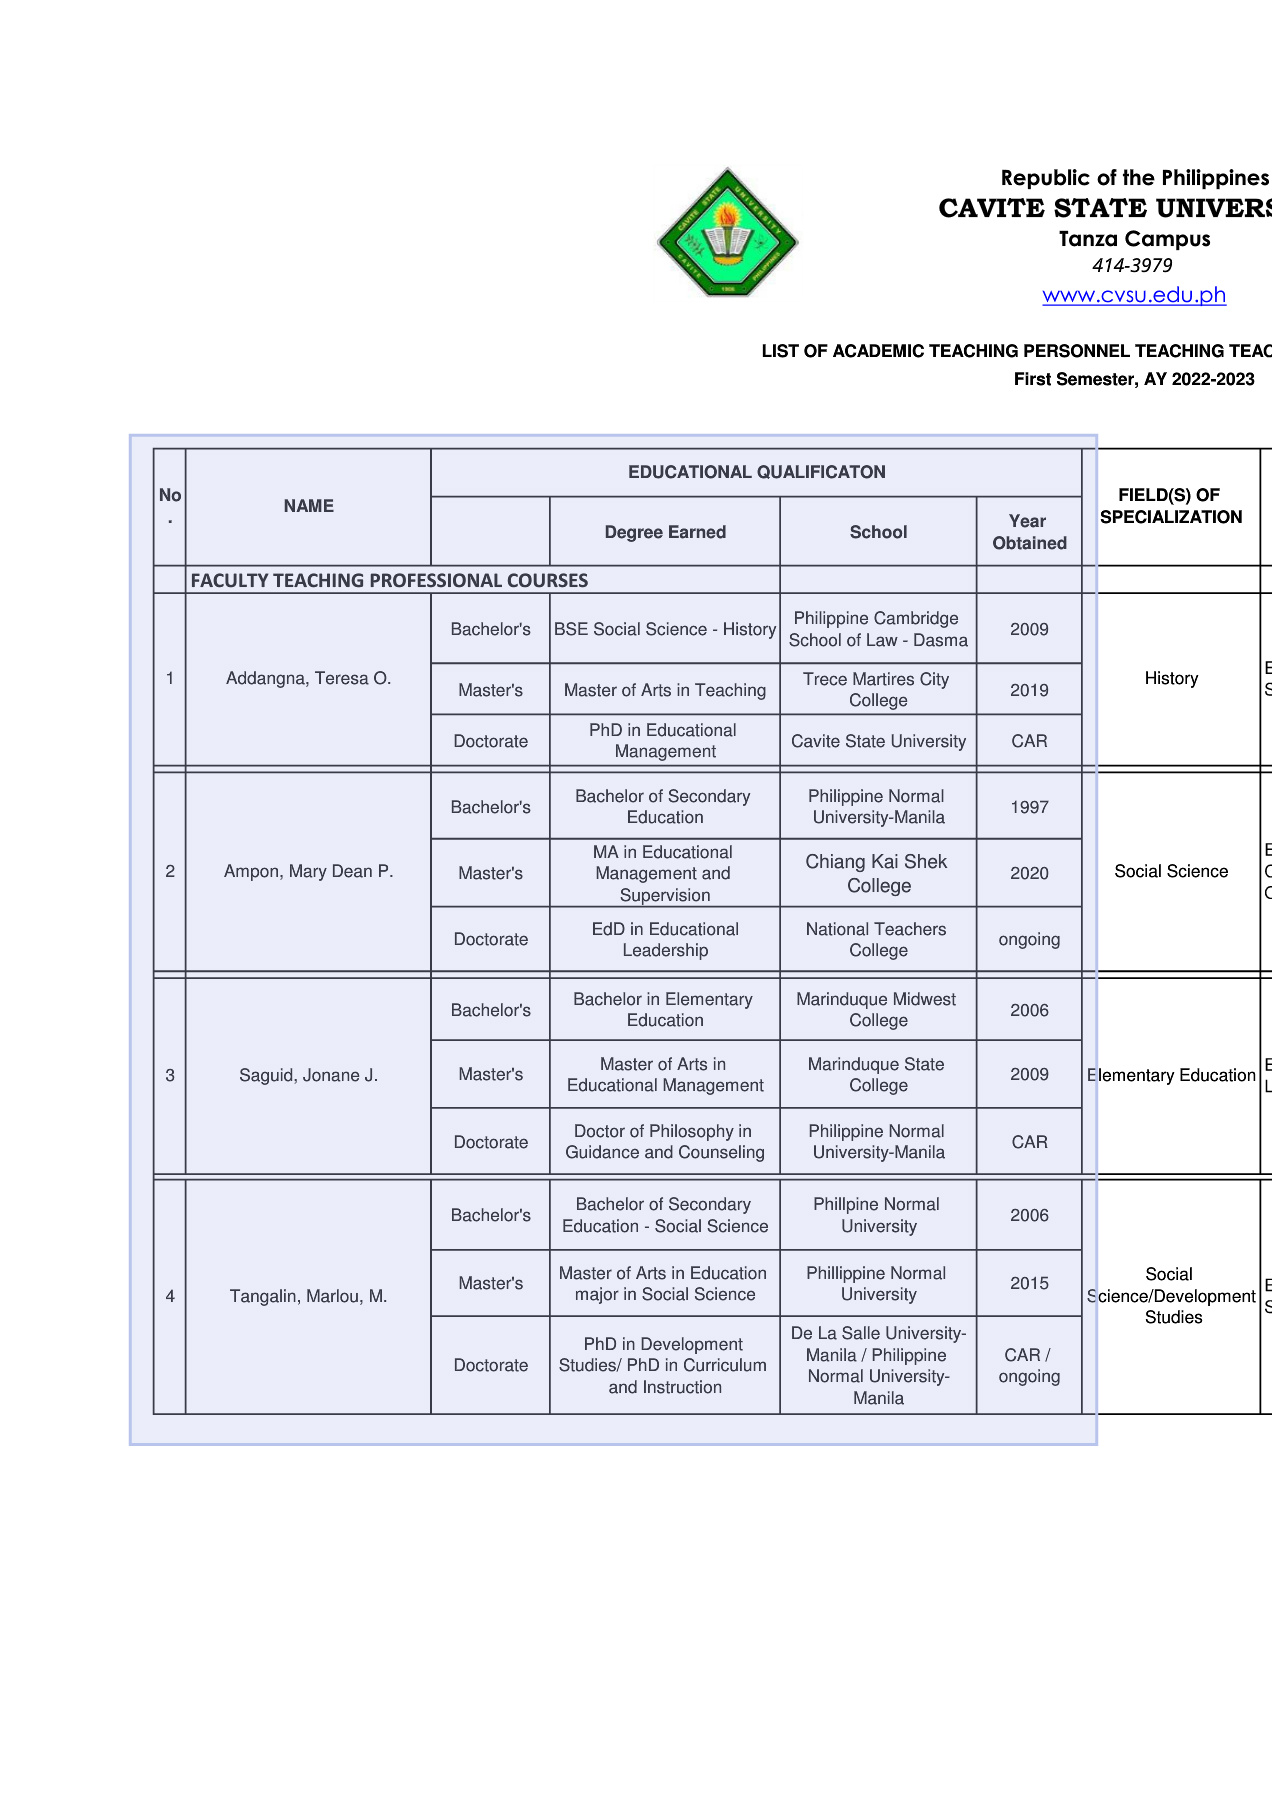 CAVITE STATE UNIVERSITY
CAVITE PHILIPPINES
1906
Republic of the Philippines
CAVITE STATE UNIVERS
Tanza Campus
414-3979
www.cvsu.edu.ph
LIST OF ACADEMIC TEACHING PERSONNEL TEACHING TEAC
First Semester, AY 2022-2023
No
.
NAME
EDUCATIONAL QUALIFICATON
Degree Earned
School
Year
Obtained
FIELD(S) OF
SPECIALIZATION
FACULTY TEACHING PROFESSIONAL COURSES
1
Addangna, Teresa O.
Bachelor's
BSE Social Science - History
Philippine Cambridge
School of Law - Dasma
2009
Master's
Master of Arts in Teaching
Trece Martires City
College
2019
Doctorate
PhD in Educational
Management
Cavite State University
CAR
History
E
S
2
Ampon, Mary Dean P.
Bachelor's
Bachelor of Secondary
Education
Philippine Normal
University-Manila
1997
Master's
MA in Educational
Management and
Supervision
Chiang Kai Shek
College
2020
Doctorate
EdD in Educational
Leadership
National Teachers
College
ongoing
Social Science
E
C
C
3
Saguid, Jonane J.
Bachelor's
Bachelor in Elementary
Education
Marinduque Midwest
College
2006
Master's
Master of Arts in
Educational Management
Marinduque State
College
2009
Doctorate
Doctor of Philosophy in
Guidance and Counseling
Philippine Normal
University-Manila
CAR
Elementary Education
E
L
4
Tangalin, Marlou, M.
Bachelor's
Bachelor of Secondary
Education - Social Science
Phillpine Normal
University
2006
Master's
Master of Arts in Education
major in Social Science
Phillippine Normal
University
2015
Doctorate
PhD in Development
Studies/ PhD in Curriculum
and Instruction
De La Salle University-
Manila / Philippine
Normal University-
Manila
CAR /
ongoing
Social
Science/Development
Studies
E
S